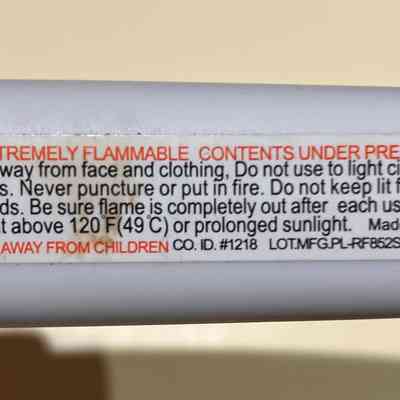 TREMELY FLAMMABLE CONTENTS UNDER PRE
way from face and clothing, Do not use to light ci
s. Never puncture or put in fire. Do not keep lit f
ds. Be sure flame is completely out after each us
t above 120°F(49°C) or prolonged sunlight. Made
AWAY FROM CHILDREN CO. ID. #1218 LOT.MFG.PL-RF852S